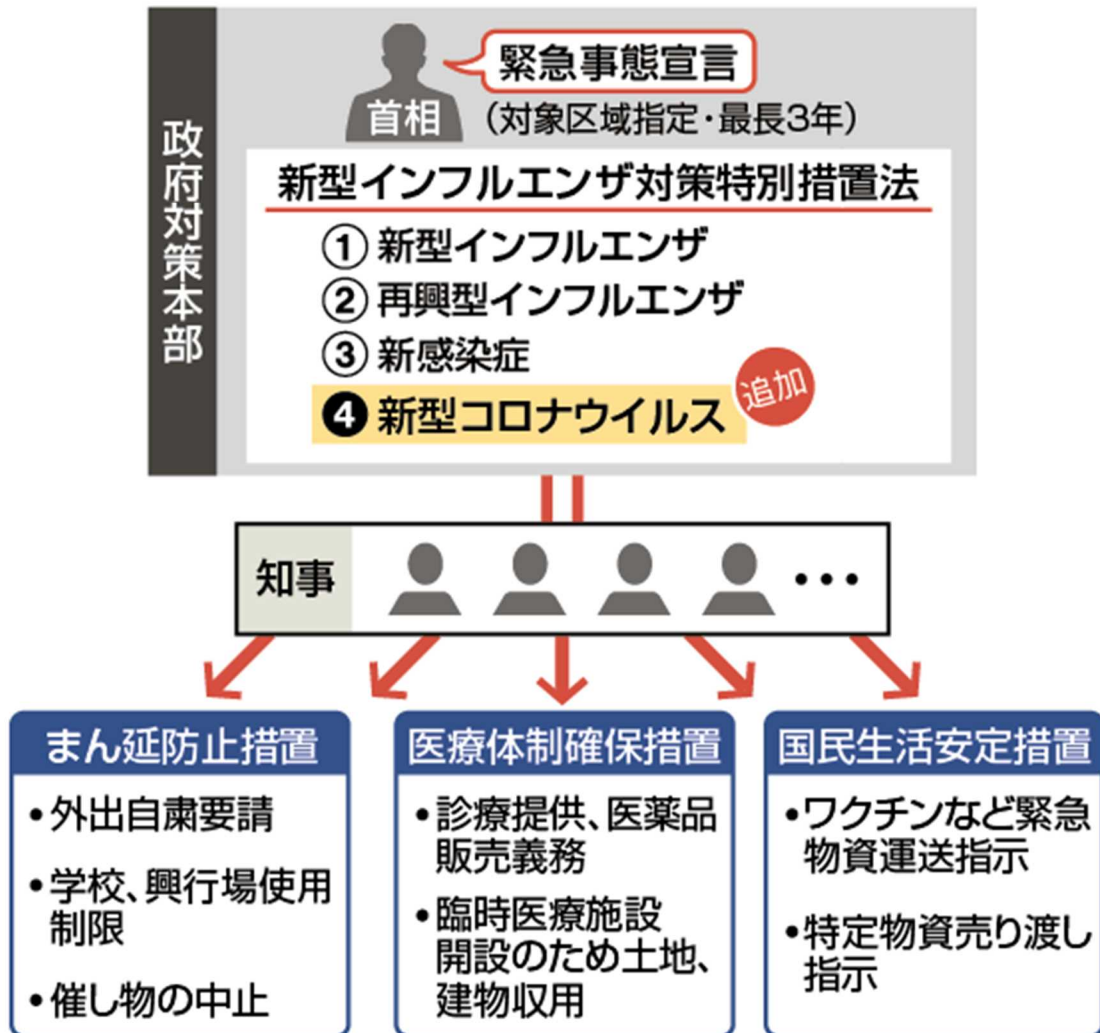 政府対策本部
首相
緊急事態宣言
(対象区域指定・最長3年)
新型インフルエンザ対策特別措置法
①新型インフルエンザ
②再興型インフルエンザ
③新感染症
❹新型コロナウイルス
追加
知事
•••
まん延防止措置
•外出自粛要請
•学校、興行場使用
制限
•催し物の中止
医療体制確保措置
•診療提供、医薬品
販売義務
•臨時医療施設
開設のため土地、
建物収用
国民生活安定措置
•ワクチンなど緊急
物資運送指示
•特定物資売り渡し
指示